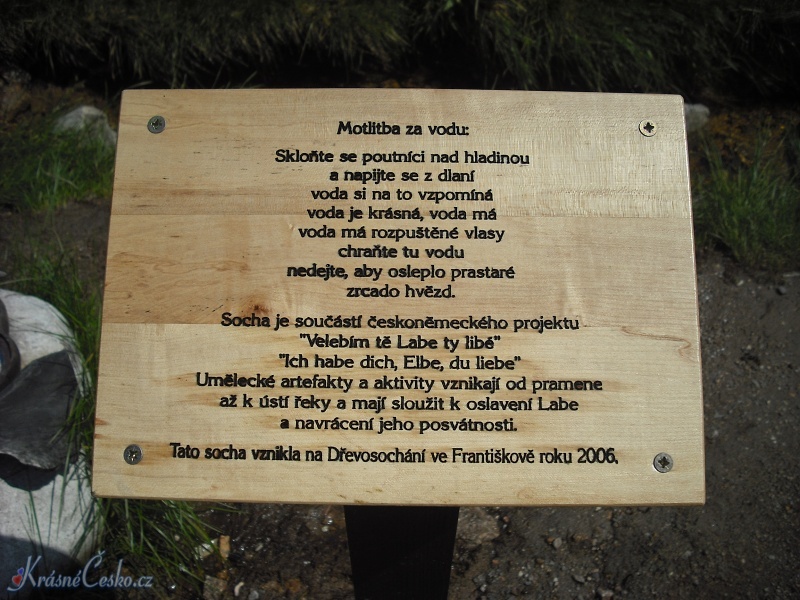 Motlitba za vodu:
Skloňte se poutníci nad hladinou
a napijte se z dlaní
voda si na to vzpomíná
voda je krásná, voda má
voda má rozpuštěné vlasy
chraňte tu vodu
nedejte, aby osleplo prastaré
zrcado hvězd.
Socha je součástí českoněmeckého projektu
"Velebím tě Labe ty libé"
"Ich habe dich, Elbe, du liebe"
Umělecké artefakty a aktivity vznikají od pramene
až k ústí řeky a mají sloužit k oslavení Labe
a navrácení jeho posvátnosti.
Tato socha vznikla na Dřevosochání ve Františkově roku 2006.
KrásnéČesko.cz